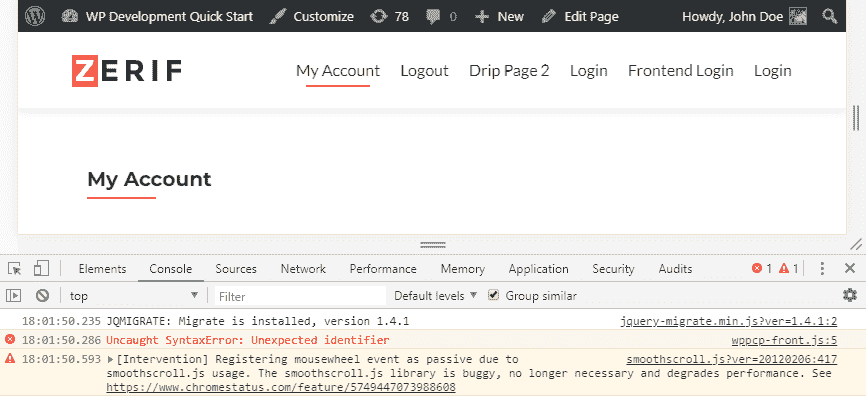 WP Development Quick Start Customize 78 0 New Edit Page Howdy, John Doe
ZERIF My Account Logout Drip Page 2 Login Frontend Login Login
My Account
Elements Console Sources Network Performance Memory Application Security Audits 1 1
top Filter Default levels Group similar
18:01:50.235 JQMIGRATE: Migrate is installed, version 1.4.1 jquery-migrate.min.js?ver=1.4.1:2
18:01:50.286 Uncaught SyntaxError: Unexpected identifier wppcp-front.js:5
18:01:50.593 [Intervention] Registering mousewheel event as passive due to smoothscroll.js?ver=20120206:417
smoothscroll.js usage. The smoothscroll.js library is buggy, no longer necessary and degrades performance. See
https://www.chromestatus.com/feature/5749447073988608